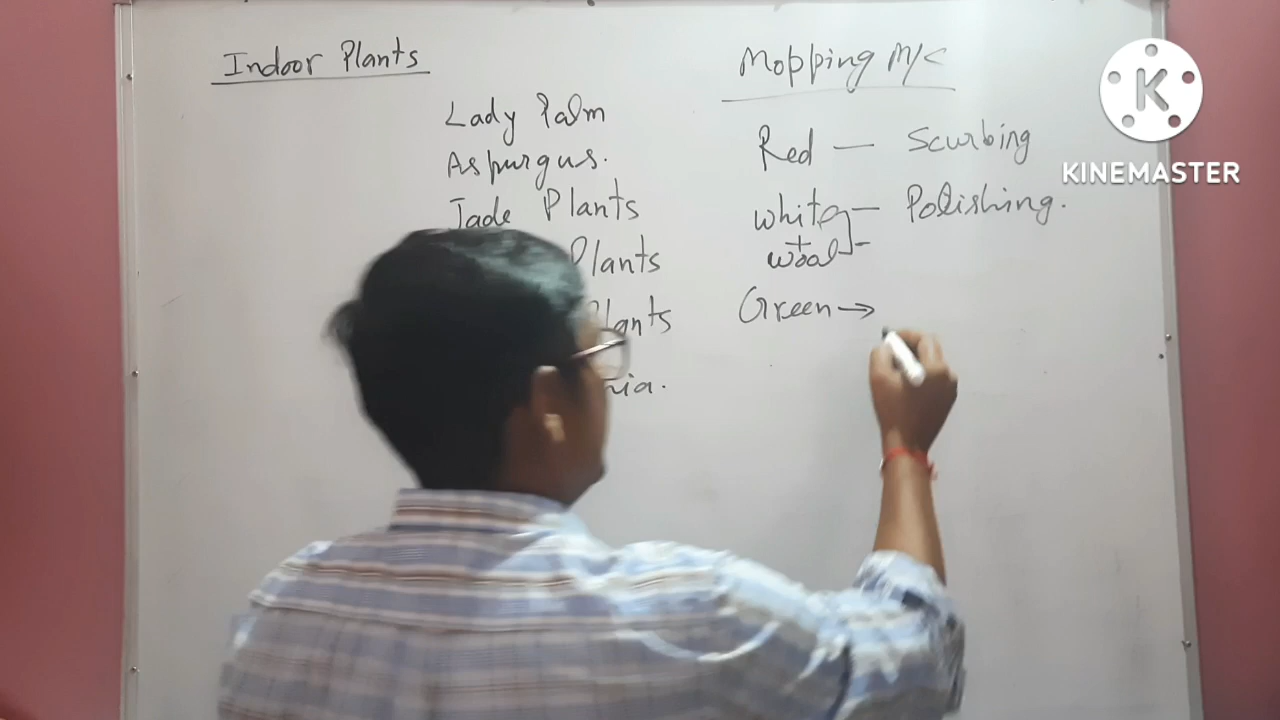 Indoor Plants
Lady Palm
Aspurgus.
Jade Plants
Plants
Plants
nia.
Mopping M/C
Red — Scurbing
white — Polishing.
+
wool -
Green →
K
KINEMASTER